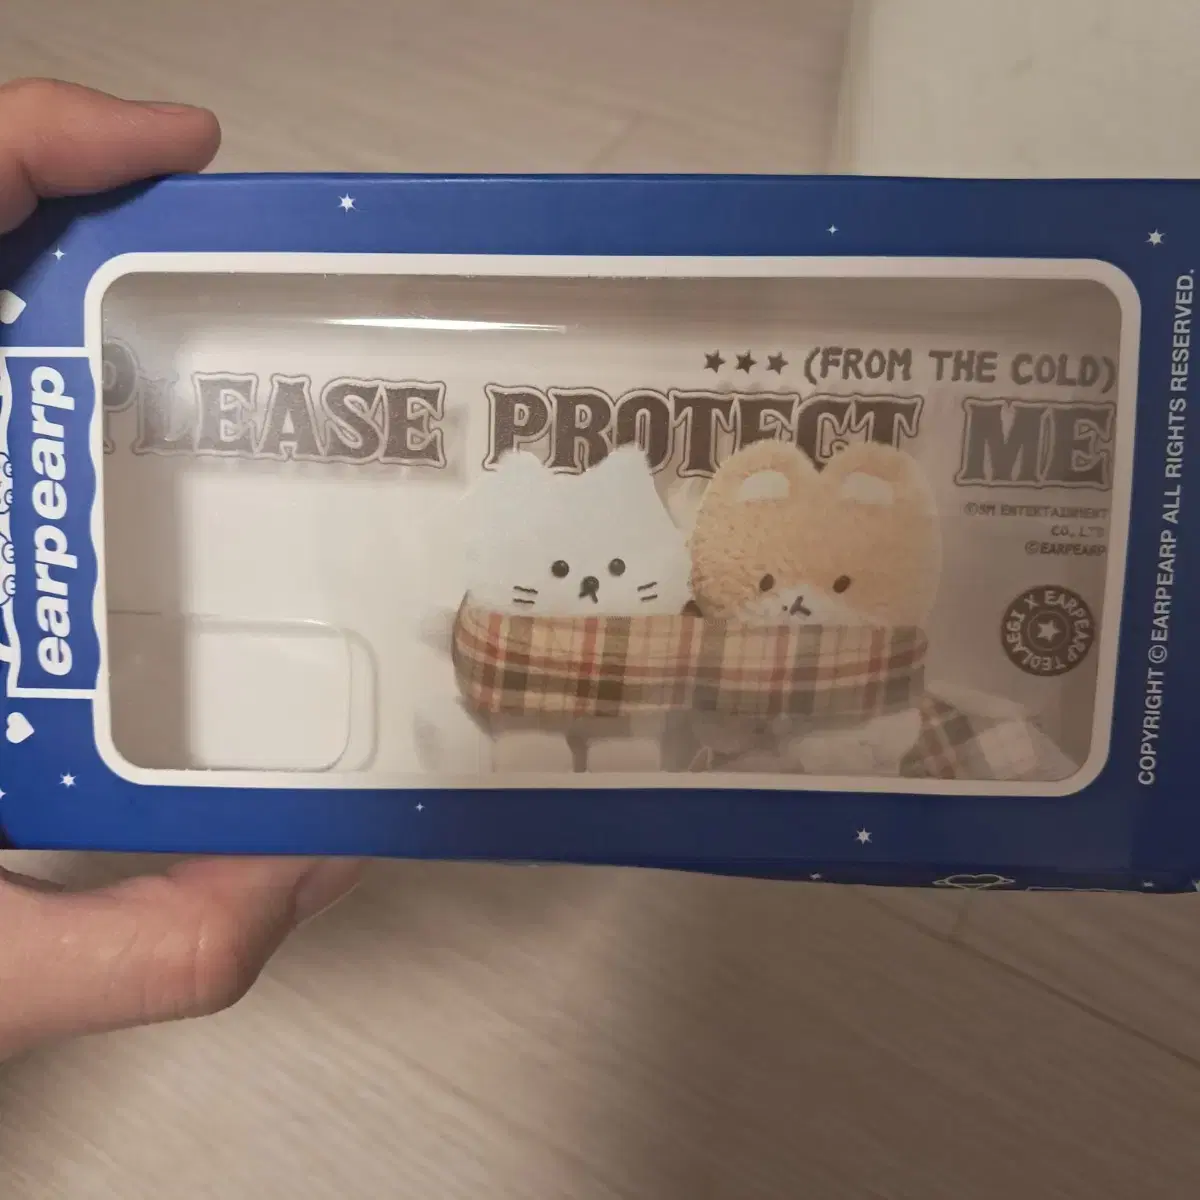 earpearp
★★★ (FROM THE COLD)
PLEASE PROTECT ME
©SM ENTERTAINMENT
CO., LTD
©EARPEARP
TEOLAEGI X EARPEARP
COPYRIGHT © EARPEARP ALL RIGHTS RESERVED.